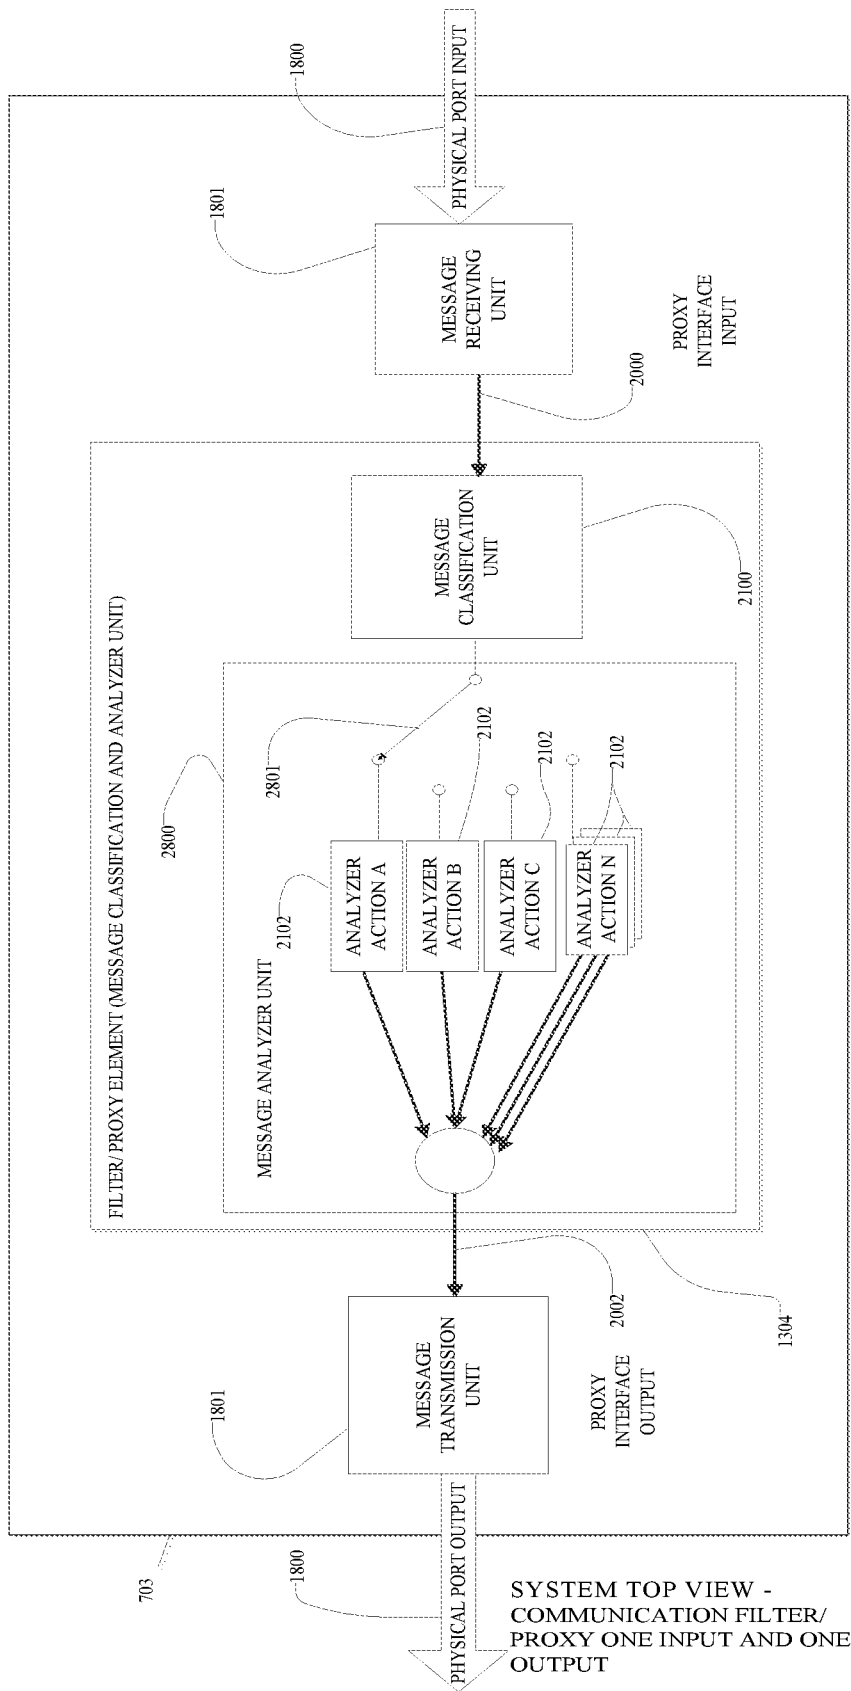 1800
PHYSICAL PORT INPUT
1801
MESSAGE
RECEIVING
UNIT
PROXY
INTERFACE
INPUT
2000
FILTER/ PROXY ELEMENT (MESSAGE CLASSIFICATION AND ANALYZER UNIT)
MESSAGE
CLASSIFICATION
UNIT
2100
2800
2801
MESSAGE ANALYZER UNIT
2102
ANALYZER
ACTION A
2102
ANALYZER
ACTION B
2102
ANALYZER
ACTION C
2102
ANALYZER
ACTION N
1304
2002
PROXY
INTERFACE
OUTPUT
1801
MESSAGE
TRANSMISSION
UNIT
703
1800
PHYSICAL PORT OUTPUT
SYSTEM TOP VIEW -
COMMUNICATION FILTER/
PROXY ONE INPUT AND ONE
OUTPUT